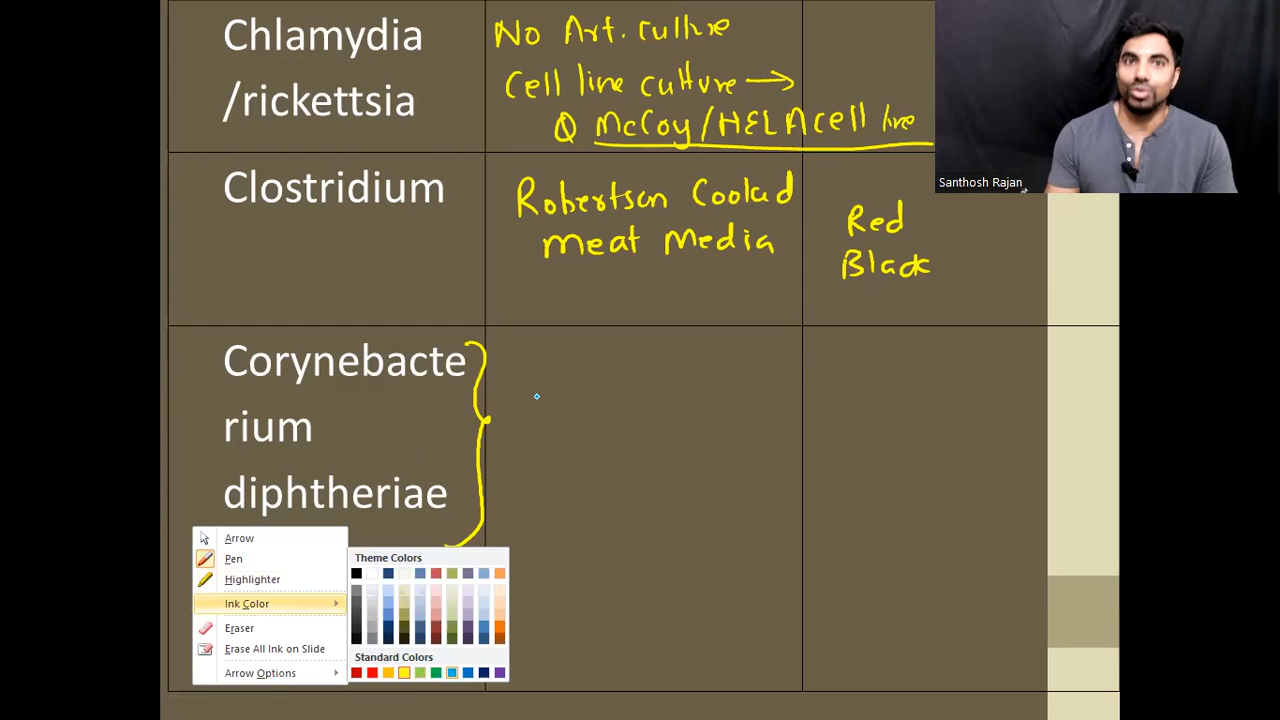 Chlamydia
/rickettsia
No Art. culture
Cell line culture →
Q McCoy/HELA cell line
Santhosh Rajan
Clostridium
Robertson Cooked
meat media
Red
Black
Corynebacte
rium
diphtheriae
Arrow
Pen
Highlighter
Ink Color
Eraser
Erase All Ink on Slide
Arrow Options
Theme Colors
Standard Colors